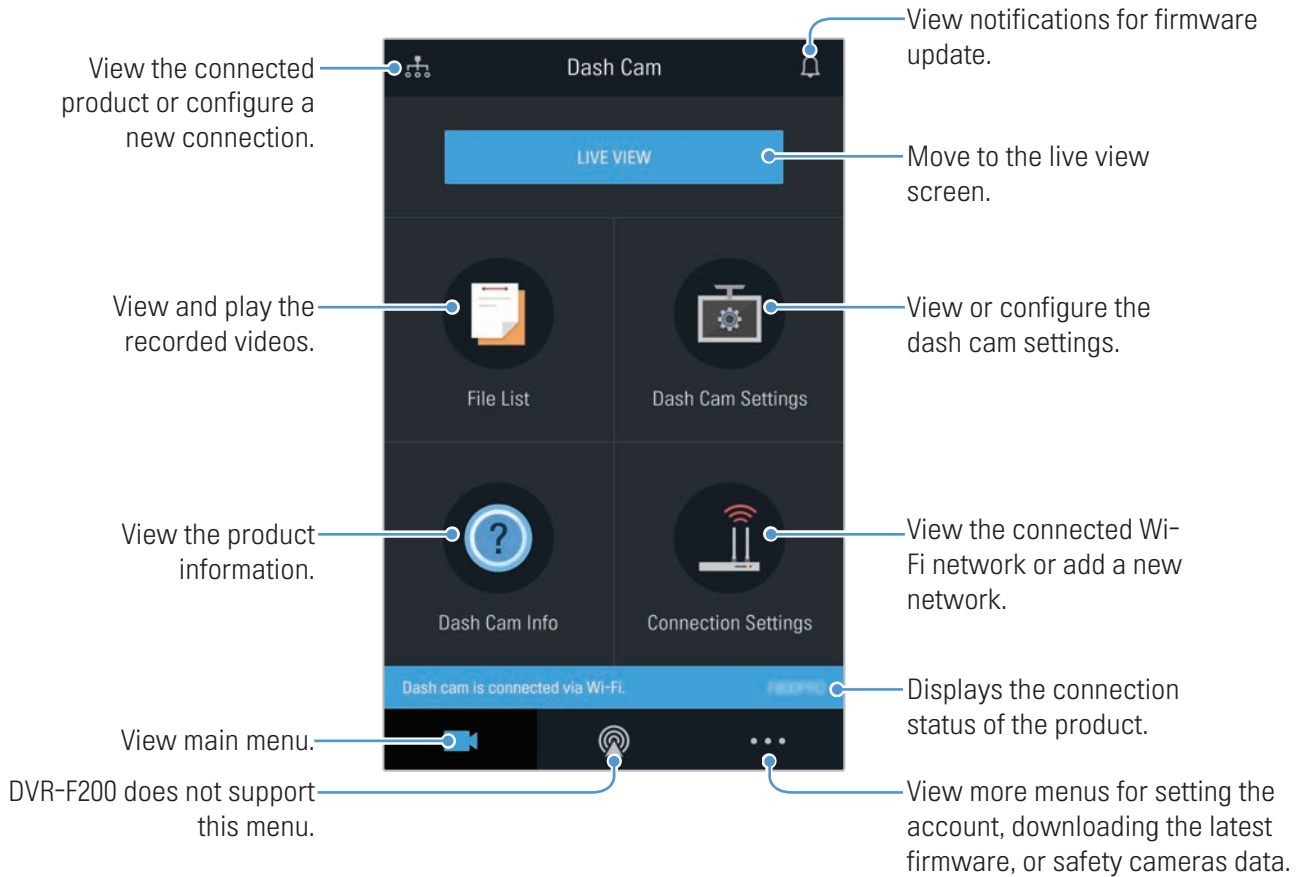 View notifications for firmware
update.
View the connected
product or configure a
new connection.
Dash Cam
LIVE VIEW
Move to the live view
screen.
View and play the
recorded videos.
View or configure the
dash cam settings.
File List
Dash Cam Settings
View the product
information.
?
View the connected Wi-
Fi network or add a new
network.
Dash Cam Info
Connection Settings
Dash cam is connected via Wi-Fi.
Displays the connection
status of the product.
View main menu.
DVR-F200 does not support
this menu.
View more menus for setting the
account, downloading the latest
firmware, or safety cameras data.